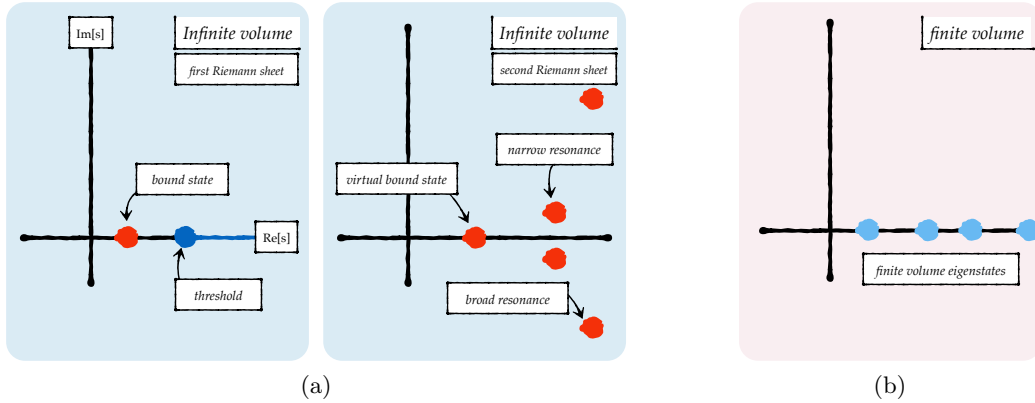 Im[s]
Infinite volume
first Riemann sheet
bound state
Re[s]
threshold
Infinite volume
second Riemann sheet
narrow resonance
virtual bound state
broad resonance
(a)
finite volume
finite volume eigenstates
(b)